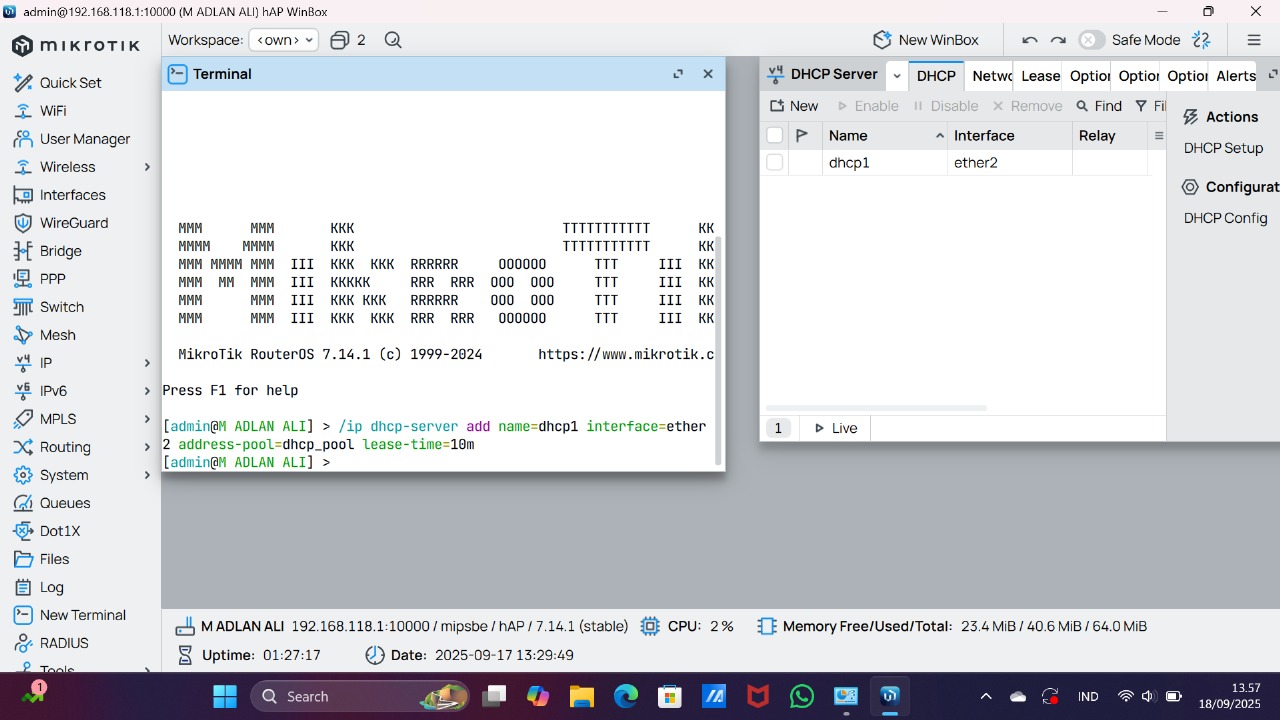 admin@192.168.118.1:10000 (M ADLAN ALI) hAP WinBox
MIKROTIK
Workspace: <own> 2
New WinBox
Safe Mode
Quick Set
WiFi
User Manager
Wireless
Interfaces
WireGuard
Bridge
PPP
Switch
Mesh
IP
IPv6
MPLS
Routing
System
Queues
Dot1X
Files
Log
New Terminal
RADIUS
Tools
Terminal
MMM MMM KKK TTTTTTTTTTT KK
MMMM MMMM KKK TTTTTTTTTTT KK
MMM MMMM MMM III KKK KKK RRRRRR OOOOOO TTT III KK
MMM MM MMM III KKKKK RRR RRR OOO OOO TTT III KK
MMM MMM III KKK KKK RRRRRR OOO OOO TTT III KK
MMM MMM III KKK KKK RRR RRR OOOOOO TTT III KK
MikroTik RouterOS 7.14.1 (c) 1999-2024 https://www.mikrotik.c
Press F1 for help
[admin@M ADLAN ALI] > /ip dhcp-server add name=dhcp1 interface=ether
2 address-pool=dhcp_pool lease-time=10m
[admin@M ADLAN ALI] >
DHCP Server DHCP Netwo Lease Option Option Option Alerts
New Enable Disable Remove Find Fil
Name Interface Relay
dhcp1 ether2
1 Live
Actions
DHCP Setup
Configurat
DHCP Config
M ADLAN ALI 192.168.118.1:10000 / mipsbe / hAP / 7.14.1 (stable) CPU: 2 % Memory Free/Used/Total: 23.4 MiB / 40.6 MiB / 64.0 MiB
Uptime: 01:27:17 Date: 2025-09-17 13:29:49
1
Search
IND
13.57
18/09/2025